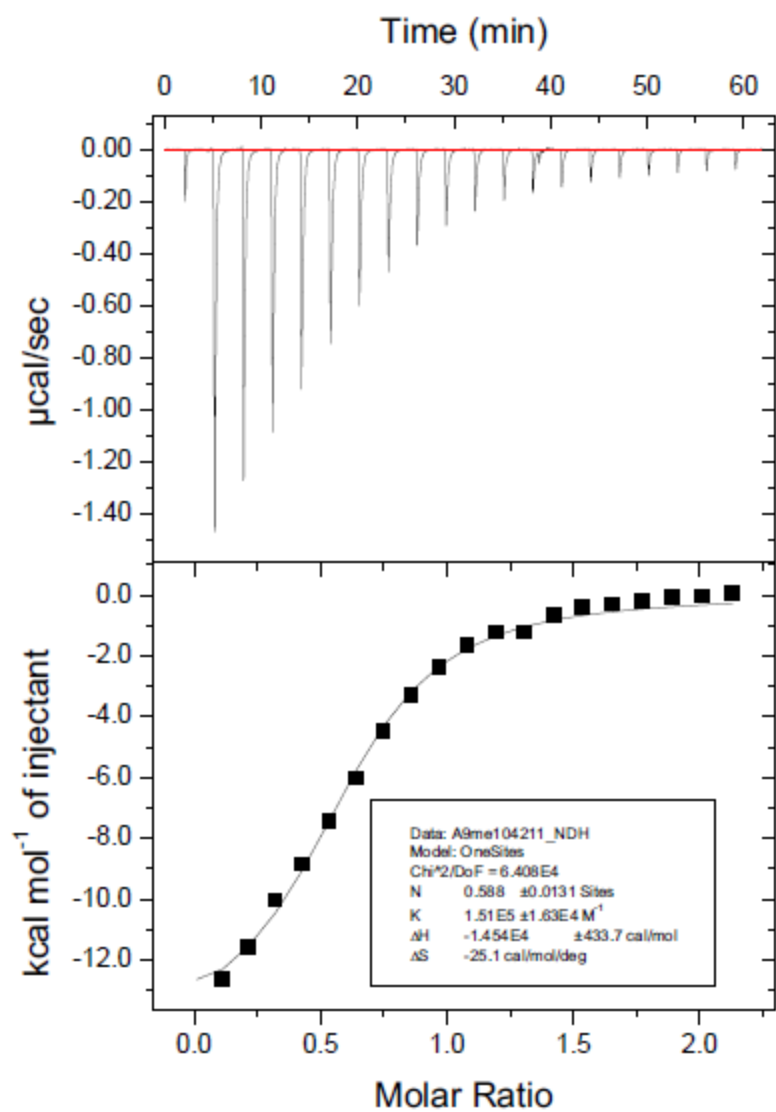 Time (min)
0 10 20 30 40 50 60
0.00
-0.20
-0.40
-0.60
-0.80
-1.00
-1.20
-1.40
µcal/sec
0.0
-2.0
-4.0
-6.0
-8.0
-10.0
-12.0
kcal mol⁻¹ of injectant
Data: A9me104211_NDH
Model: OneSites
Chi^2/DoF = 6.408E4
N 0.588 ±0.0131 Sites
K 1.51E5 ±1.63E4 M⁻¹
ΔH -1.454E4 ±433.7 cal/mol
ΔS -25.1 cal/mol/deg
0.0 0.5 1.0 1.5 2.0
Molar Ratio